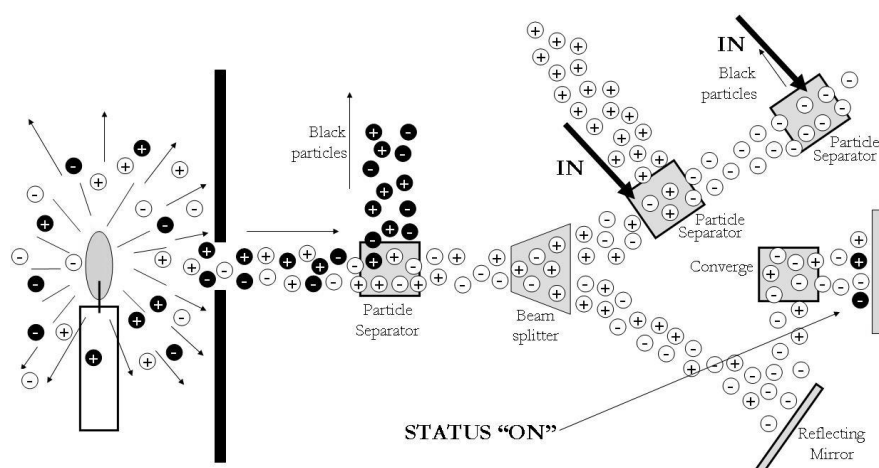 IN
Black
particles
Black
particles
Particle
Separator
IN
Particle
Separator
Converge
Particle
Separator
Beam
splitter
STATUS “ON”
Reflecting
Mirror